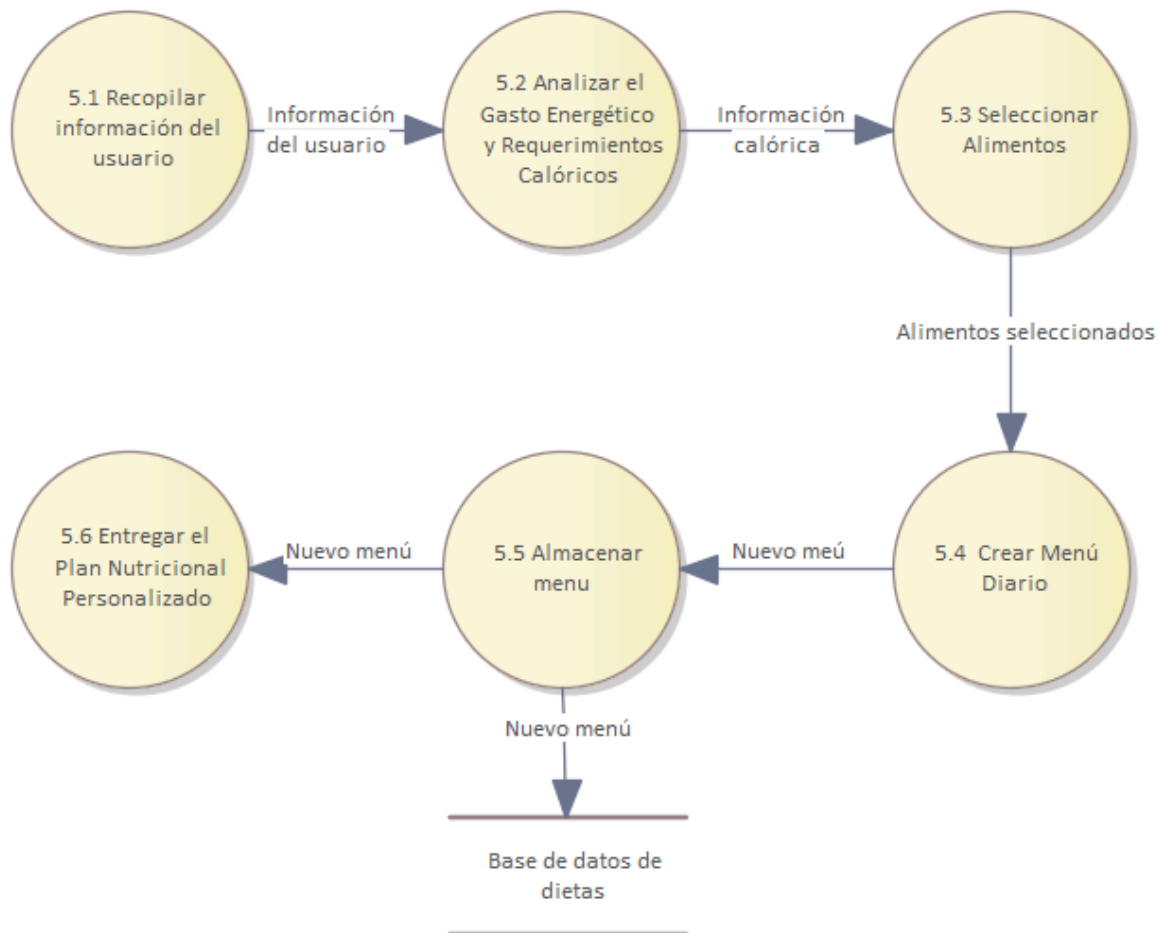 5.1 Recopilar
información del
usuario
Información
del usuario
5.2 Analizar el
Gasto Energético
y Requerimientos
Calóricos
Información
calórica
5.3 Seleccionar
Alimentos
Alimentos seleccionados
5.4 Crear Menú
Diario
Nuevo meú
5.5 Almacenar
menu
Nuevo menú
5.6 Entregar el
Plan Nutricional
Personalizado
Nuevo menú
Base de datos de
dietas